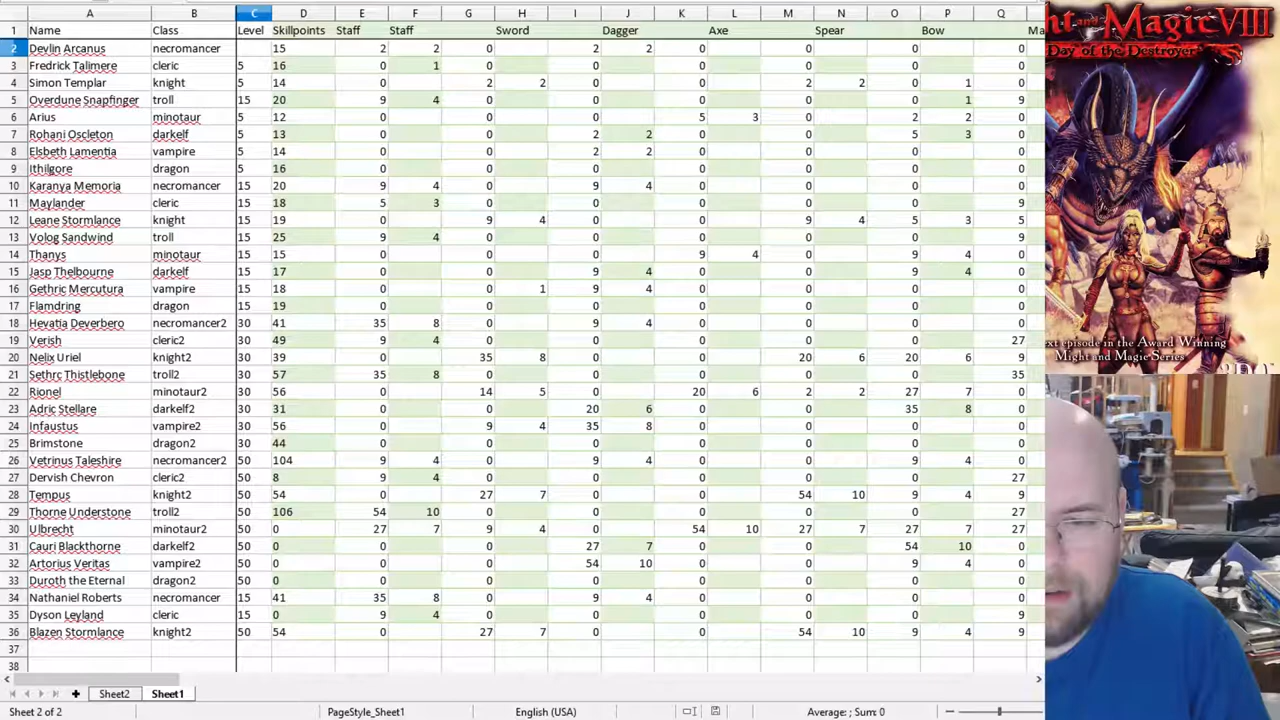 A B C D E F G H I J K L M N O P Q
1 Name Class Level Skillpoints Staff Staff Sword Dagger Axe Spear Bow Ma
2 Devlin Arcanus necromancer 15 2 2 0 2 2 0 0 0 0
3 Fredrick Talimere cleric 5 16 0 1 0 0 0 0 0 0
4 Simon Templar knight 5 14 0 2 2 0 0 2 2 0 1 0
5 Overdune Snapfinger troll 15 20 9 4 0 0 0 0 1 9
6 Arius minotaur 5 12 0 0 0 5 3 0 2 2 0
7 Rohani Oscleton darkelf 5 13 0 0 2 2 0 0 5 3 0
8 Elsbeth Lamentia vampire 5 14 0 0 2 2 0 0 0 0
9 Ithilgore dragon 5 16 0 0 0 0 0 0 0
10 Karanya Memoria necromancer 15 20 9 4 0 9 4 0 0 0 0
11 Maylander cleric 15 18 5 3 0 0 0 0 0 9
12 Leane Stormlance knight 15 19 0 9 4 0 0 9 4 5 3 5
13 Volog Sandwind troll 15 25 9 4 0 0 0 0 0 9
14 Thanys minotaur 15 15 0 0 0 9 4 0 9 4 0
15 Jasp Thelbourne darkelf 15 17 0 0 9 4 0 0 9 4 0
16 Gethric Mercutura vampire 15 18 0 0 1 9 4 0 0 0 0
17 Flamdring dragon 15 19 0 0 0 0 0 0 0
18 Hevatia Deverbero necromancer2 30 41 35 8 0 9 4 0 0 0 0
19 Verish cleric2 30 49 9 4 0 0 0 0 0 27
20 Nelix Uriel knight2 30 39 0 35 8 0 0 20 6 20 6 9
21 Sethrc Thistlebone troll2 30 57 35 8 0 0 0 0 0 35
22 Rionel minotaur2 30 56 0 14 5 0 20 6 2 2 27 7 0
23 Adric Stellare darkelf2 30 31 0 0 20 6 0 0 35 8 0
24 Infaustus vampire2 30 56 0 9 4 35 8 0 0 0 0
25 Brimstone dragon2 30 44 0 0 0 0 0 0 0
26 Vetrinus Taleshire necromancer2 50 104 9 4 0 9 4 0 0 9 4 0
27 Dervish Chevron cleric2 50 8 9 4 0 0 0 0 0 27
28 Tempus knight2 50 54 0 27 7 0 0 54 10 9 4 9
29 Thorne Understone troll2 50 106 54 10 0 0 0 0 0 27
30 Ulbrecht minotaur2 50 0 27 7 9 4 0 54 10 27 7 27 7 27
31 Cauri Blackthorne darkelf2 50 0 0 0 27 7 0 0 54 10 0
32 Artorius Veritas vampire2 50 0 0 0 54 10 0 0 9 4 0
33 Duroth the Eternal dragon2 50 0 0 0 0 0 0 0 0
34 Nathaniel Roberts necromancer 15 41 35 8 0 9 4 0 0 0 0
35 Dyson Leyland cleric 15 0 9 4 0 0 0 0 0 9
36 Blazen Stormlance knight2 50 54 0 27 7 0 0 54 10 9 4 9
37
38
Sheet2 Sheet1
Sheet 2 of 2 PageStyle_Sheet1 English (USA) Average: ; Sum: 0
ht and Magic VIII
Day of the Destroyer
ext episode in the Award Winning
Might and Magic Series